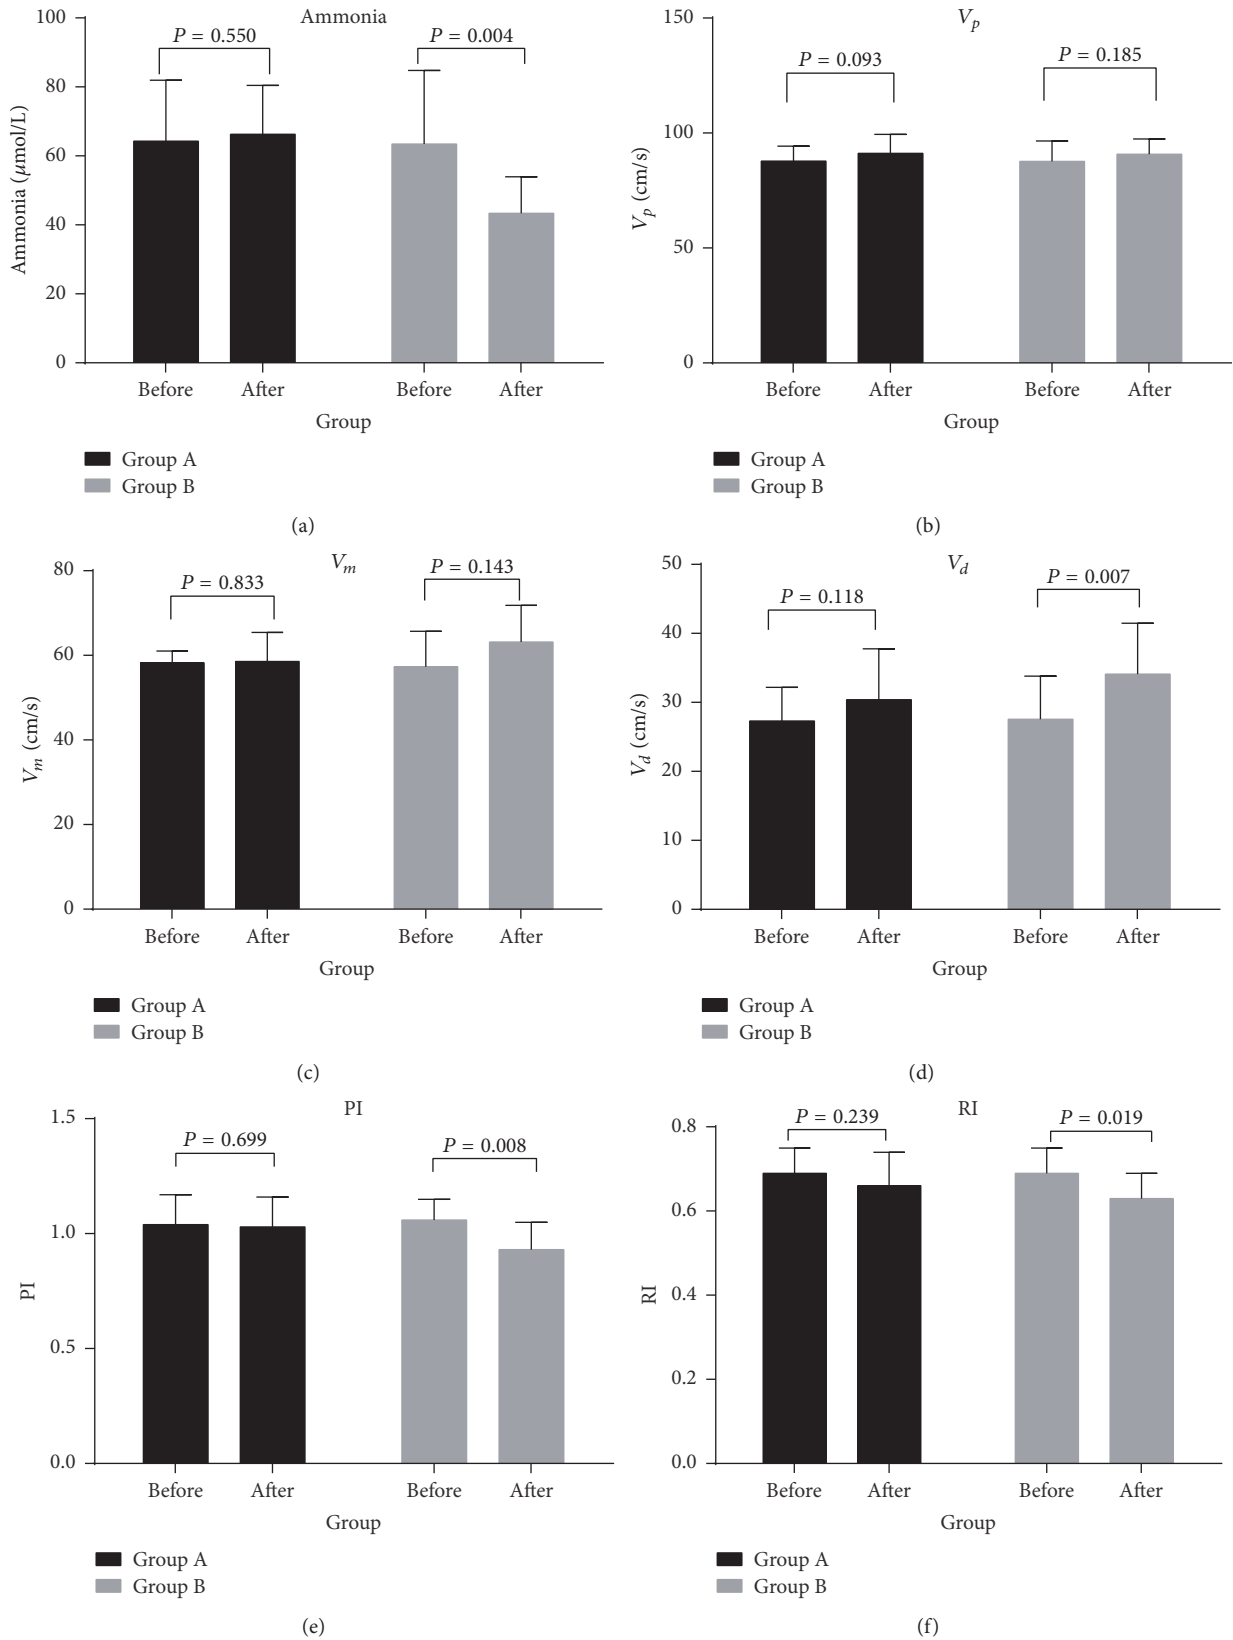 Ammonia
P = 0.550
P = 0.004
100
80
60
40
20
0
Ammonia (μmol/L)
Before
After
Before
After
Group
Group A
Group B
(a)
V_p
P = 0.093
P = 0.185
150
100
50
0
V_p (cm/s)
Before
After
Before
After
Group
Group A
Group B
(b)
V_m
P = 0.833
P = 0.143
80
60
40
20
0
V_m (cm/s)
Before
After
Before
After
Group
Group A
Group B
(c)
V_d
P = 0.118
P = 0.007
50
40
30
20
10
0
V_d (cm/s)
Before
After
Before
After
Group
Group A
Group B
(d)
PI
P = 0.699
P = 0.008
1.5
1.0
0.5
0.0
PI
Before
After
Before
After
Group
Group A
Group B
(e)
RI
P = 0.239
P = 0.019
0.8
0.6
0.4
0.2
0.0
RI
Before
After
Before
After
Group
Group A
Group B
(f)